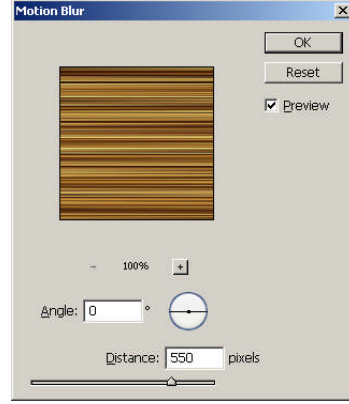 Motion Blur
OK
Reset
Preview
- 100% +
Angle: 0 °
Distance: 550 pixels